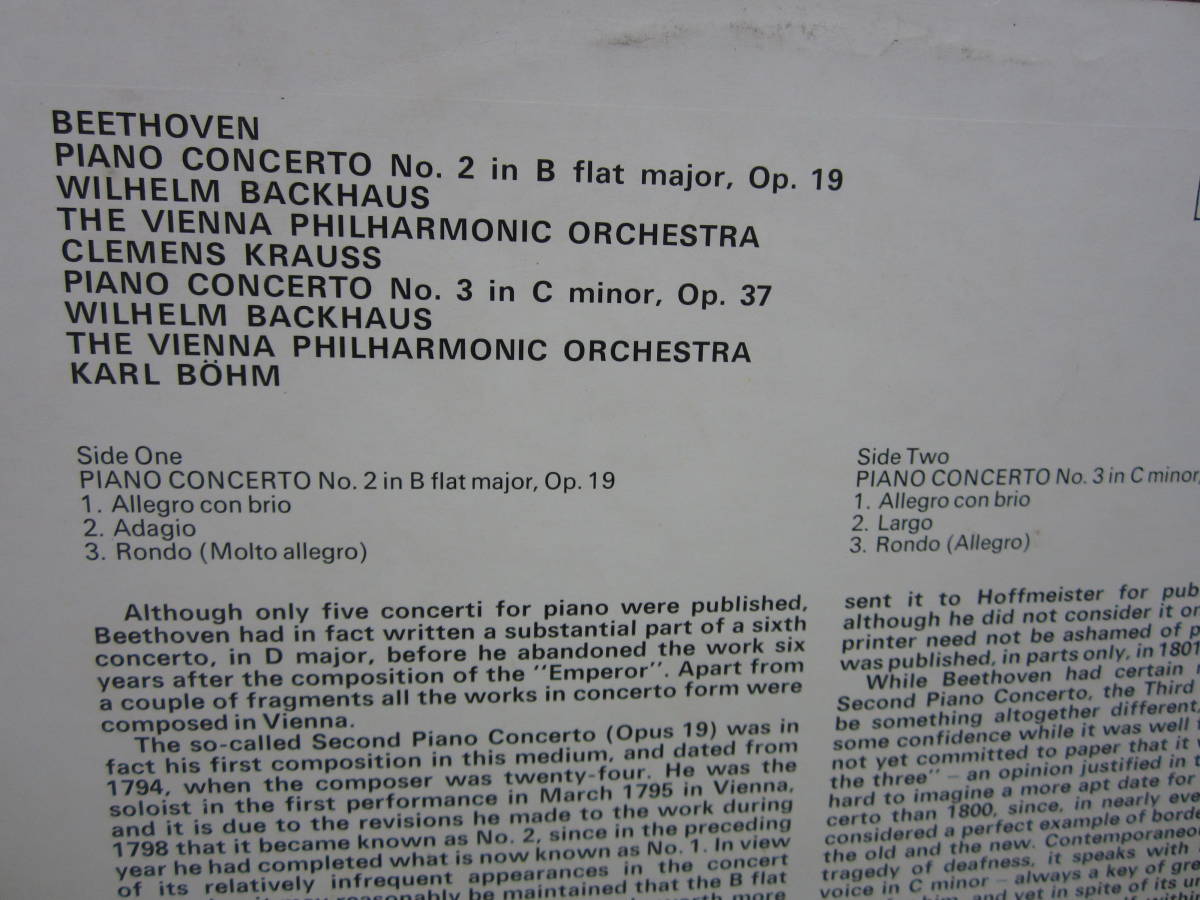 BEETHOVEN
PIANO CONCERTO No. 2 in B flat major, Op. 19
WILHELM BACKHAUS
THE VIENNA PHILHARMONIC ORCHESTRA
CLEMENS KRAUSS
PIANO CONCERTO No. 3 in C minor, Op. 37
WILHELM BACKHAUS
THE VIENNA PHILHARMONIC ORCHESTRA
KARL BÖHM
Side One
PIANO CONCERTO No. 2 in B flat major, Op. 19
1. Allegro con brio
2. Adagio
3. Rondo (Molto allegro)
Although only five concerti for piano were published,
Beethoven had in fact written a substantial part of a sixth
concerto, in D major, before he abandoned the work six
years after the composition of the "Emperor". Apart from
a couple of fragments all the works in concerto form were
composed in Vienna.
The so-called Second Piano Concerto (Opus 19) was in
fact his first composition in this medium, and dated from
1794, when the composer was twenty-four. He was the
soloist in the first performance in March 1795 in Vienna,
and it is due to the revisions he made to the work during
1798 that it became known as No. 2, since in the preceding
year he had completed what is now known as No. 1. In view
of its relatively infrequent appearances in the concert
reasonably be maintained that the B flat
Side Two
PIANO CONCERTO No. 3 in C minor,
1. Allegro con brio
2. Largo
3. Rondo (Allegro)
sent it to Hoffmeister for pub
although he did not consider it
printer need not be ashamed of
was published, in parts only, in 1801
While Beethoven had certain
Second Piano Concerto, the Third
be something altogether different,
some confidence while it was well
not yet committed to paper that it
the three" – an opinion justified in
hard to imagine a more apt date for
certo than 1800, since, in nearly
considered a perfect example of
the old and the new. Contemporaneo
tragedy of deafness, it speaks with
voice in C minor – always a key of
and yet in spite of its